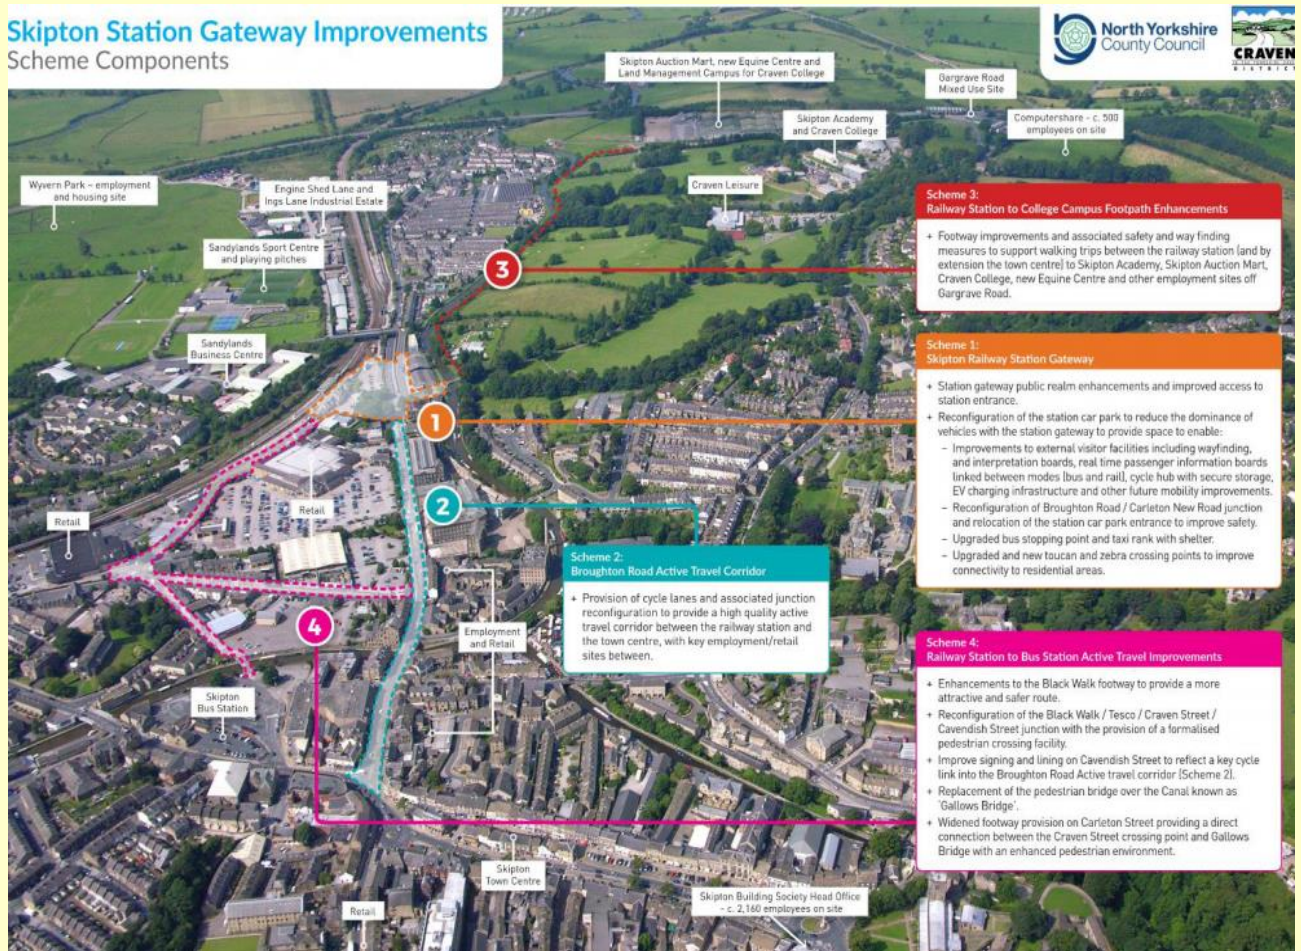 Skipton Station Gateway Improvements
Scheme Components
North Yorkshire
County Council
CRAVEN
DISTRICT
Skipton Auction Mart, new Equine Centre and
Land Management Campus for Craven College
Gargrave Road
Mixed Use Site
Skipton Academy
and Craven College
Computershare - c. 500
employees on site
Wyvern Park – employment
and housing site
Engine Shed Lane and
Ings Lane Industrial Estate
Craven Leisure
Sandylands Sport Centre
and playing pitches
Sandylands
Business Centre
3
Scheme 3:
Railway Station to College Campus Footpath Enhancements
+ Footway improvements and associated safety and way finding
measures to support walking trips between the railway station (and by
extension the town centre) to Skipton Academy, Skipton Auction Mart,
Craven College, new Equine Centre and other employment sites off
Gargrave Road.
1
Scheme 1:
Skipton Railway Station Gateway
+ Station gateway public realm enhancements and improved access to
station entrance.
+ Reconfiguration of the station car park to reduce the dominance of
vehicles with the station gateway to provide space to enable:
– Improvements to external visitor facilities including wayfinding,
and interpretation boards, real time passenger information boards
linked between modes (bus and rail), cycle hub with secure storage,
EV charging infrastructure and other future mobility improvements.
– Reconfiguration of Broughton Road / Carleton New Road junction
and relocation of the station car park entrance to improve safety.
– Upgraded bus stopping point and taxi rank with shelter.
– Upgraded and new toucan and zebra crossing points to improve
connectivity to residential areas.
Retail
Retail
2
Scheme 2:
Broughton Road Active Travel Corridor
+ Provision of cycle lanes and associated junction
reconfiguration to provide a high quality active
travel corridor between the railway station and
the town centre, with key employment/retail
sites between.
4
Employment
and Retail
Scheme 4:
Railway Station to Bus Station Active Travel Improvements
+ Enhancements to the Black Walk footway to provide a more
attractive and safer route.
+ Reconfiguration of the Black Walk / Tesco / Craven Street /
Cavendish Street junction with the provision of a formalised
pedestrian crossing facility.
+ Improve signing and lining on Cavendish Street to reflect a key cycle
link into the Broughton Road Active travel corridor (Scheme 2).
+ Replacement of the pedestrian bridge over the Canal known as
'Gallows Bridge'.
+ Widened footway provision on Carleton Street providing a direct
connection between the Craven Street crossing point and Gallows
Bridge with an enhanced pedestrian environment.
Skipton
Bus Station
Skipton
Town Centre
Retail
Skipton Building Society Head Office
- c. 2,160 employees on site